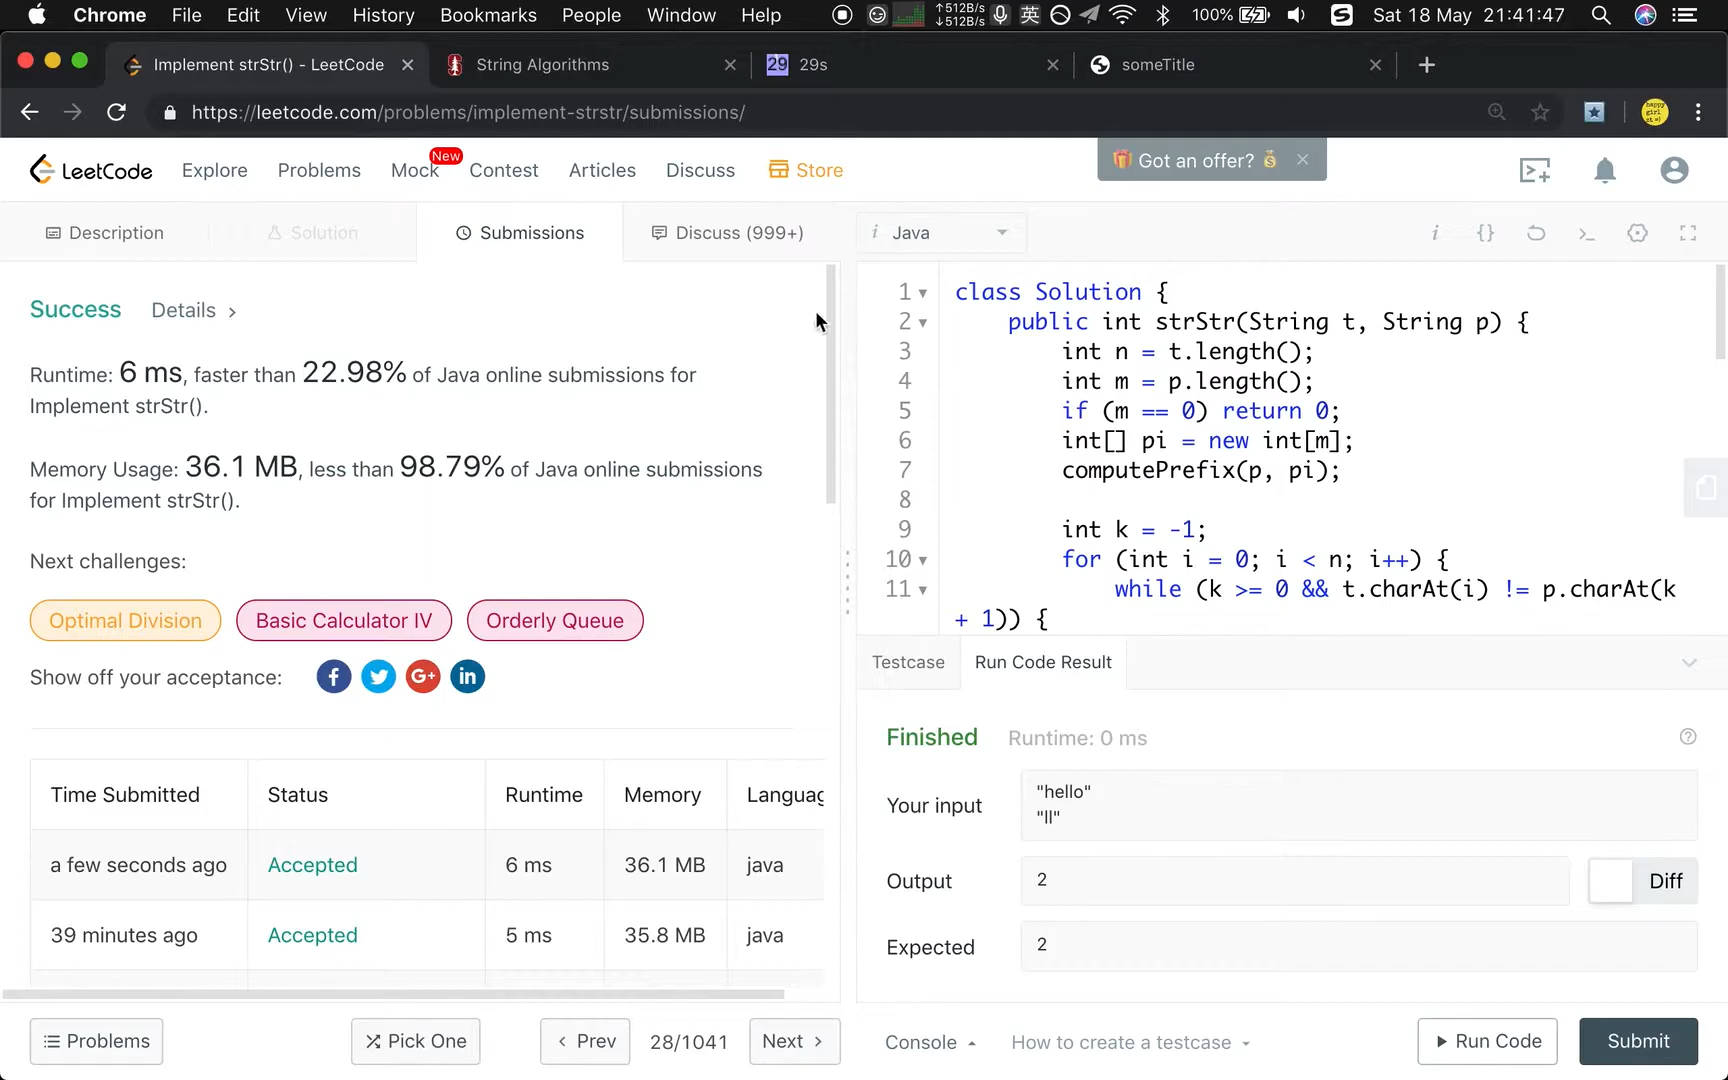 Chrome File Edit View History Bookmarks People Window Help ↑512B/s ↓512B/s 英 100% S Sat 18 May 21:41:47
Implement strStr() - LeetCode String Algorithms 29 29s someTitle
https://leetcode.com/problems/implement-strstr/submissions/
LeetCode Explore Problems Mock New Contest Articles Discuss Store Got an offer?
Description Solution Submissions Discuss (999+) i Java
Success Details >
Runtime: 6 ms, faster than 22.98% of Java online submissions for
Implement strStr().
Memory Usage: 36.1 MB, less than 98.79% of Java online submissions
for Implement strStr().
Next challenges:
Optimal Division Basic Calculator IV Orderly Queue
Show off your acceptance: f G+ in
Time Submitted Status Runtime Memory Languag
a few seconds ago Accepted 6 ms 36.1 MB java
39 minutes ago Accepted 5 ms 35.8 MB java
Problems Pick One < Prev 28/1041 Next >
1 class Solution {
2 public int strStr(String t, String p) {
3 int n = t.length();
4 int m = p.length();
5 if (m == 0) return 0;
6 int[] pi = new int[m];
7 computePrefix(p, pi);
8
9 int k = -1;
10 for (int i = 0; i < n; i++) {
11 while (k >= 0 && t.charAt(i) != p.charAt(k
+ 1)) {
Testcase Run Code Result
Finished Runtime: 0 ms
Your input "hello"
"ll"
Output 2 Diff
Expected 2
Console How to create a testcase Run Code Submit